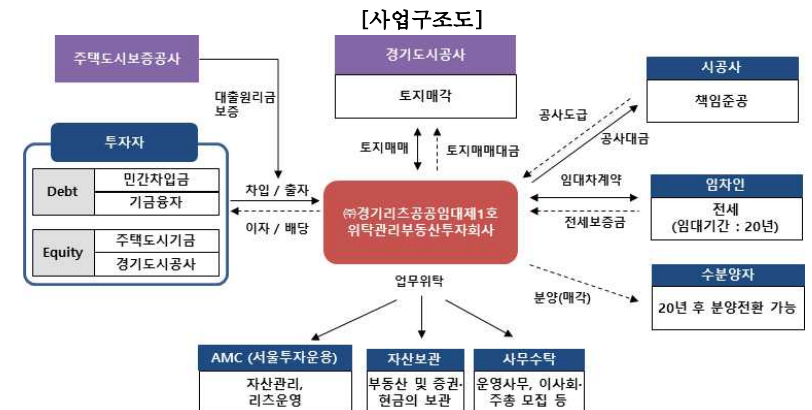 [사업구조도]
주택도시보증공사
경기도시공사
토지매각
시공사
책임준공
대출원리금
보증
공사도급
공사대금
투자자
토지매매
토지매매대금
Debt
민간차입금
기금융자
차입 / 출자
이자 / 배당
㈜경기리츠공공임대제1호
위탁관리부동산투자회사
임대차계약
전세보증금
임차인
전세
(임대기간 : 20년)
Equity
주택도시기금
경기도시공사
업무위탁
분양(매각)
수분양자
20년 후 분양전환 가능
AMC (서울투자운용)
자산관리,
리츠운영
자산보관
부동산 및 증권·
현금의 보관
사무수탁
운영사무, 이사회·
주총 모집 등